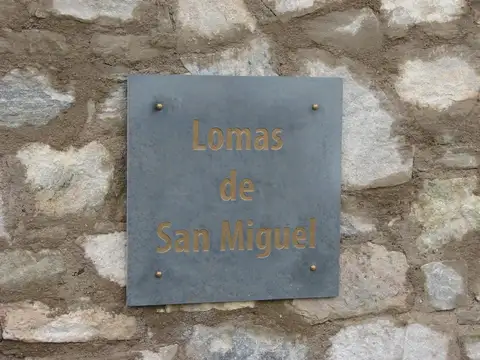 Lomas
de
San Miguel